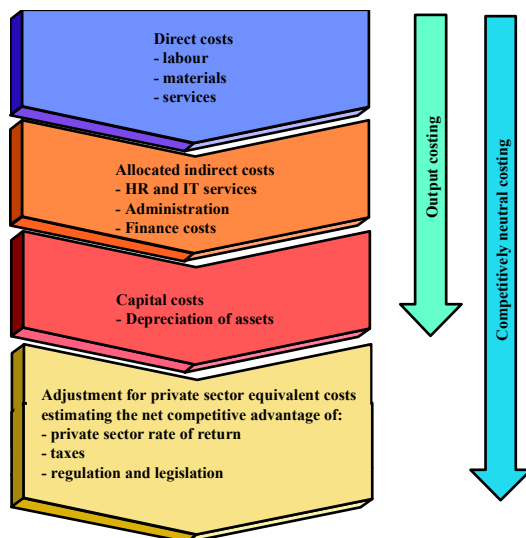 Direct costs
- labour
- materials
- services
Allocated indirect costs
- HR and IT services
- Administration
- Finance costs
Capital costs
- Depreciation of assets
Adjustment for private sector equivalent costs
estimating the net competitive advantage of:
- private sector rate of return
- taxes
- regulation and legislation
Output costing
Competitively neutral costing